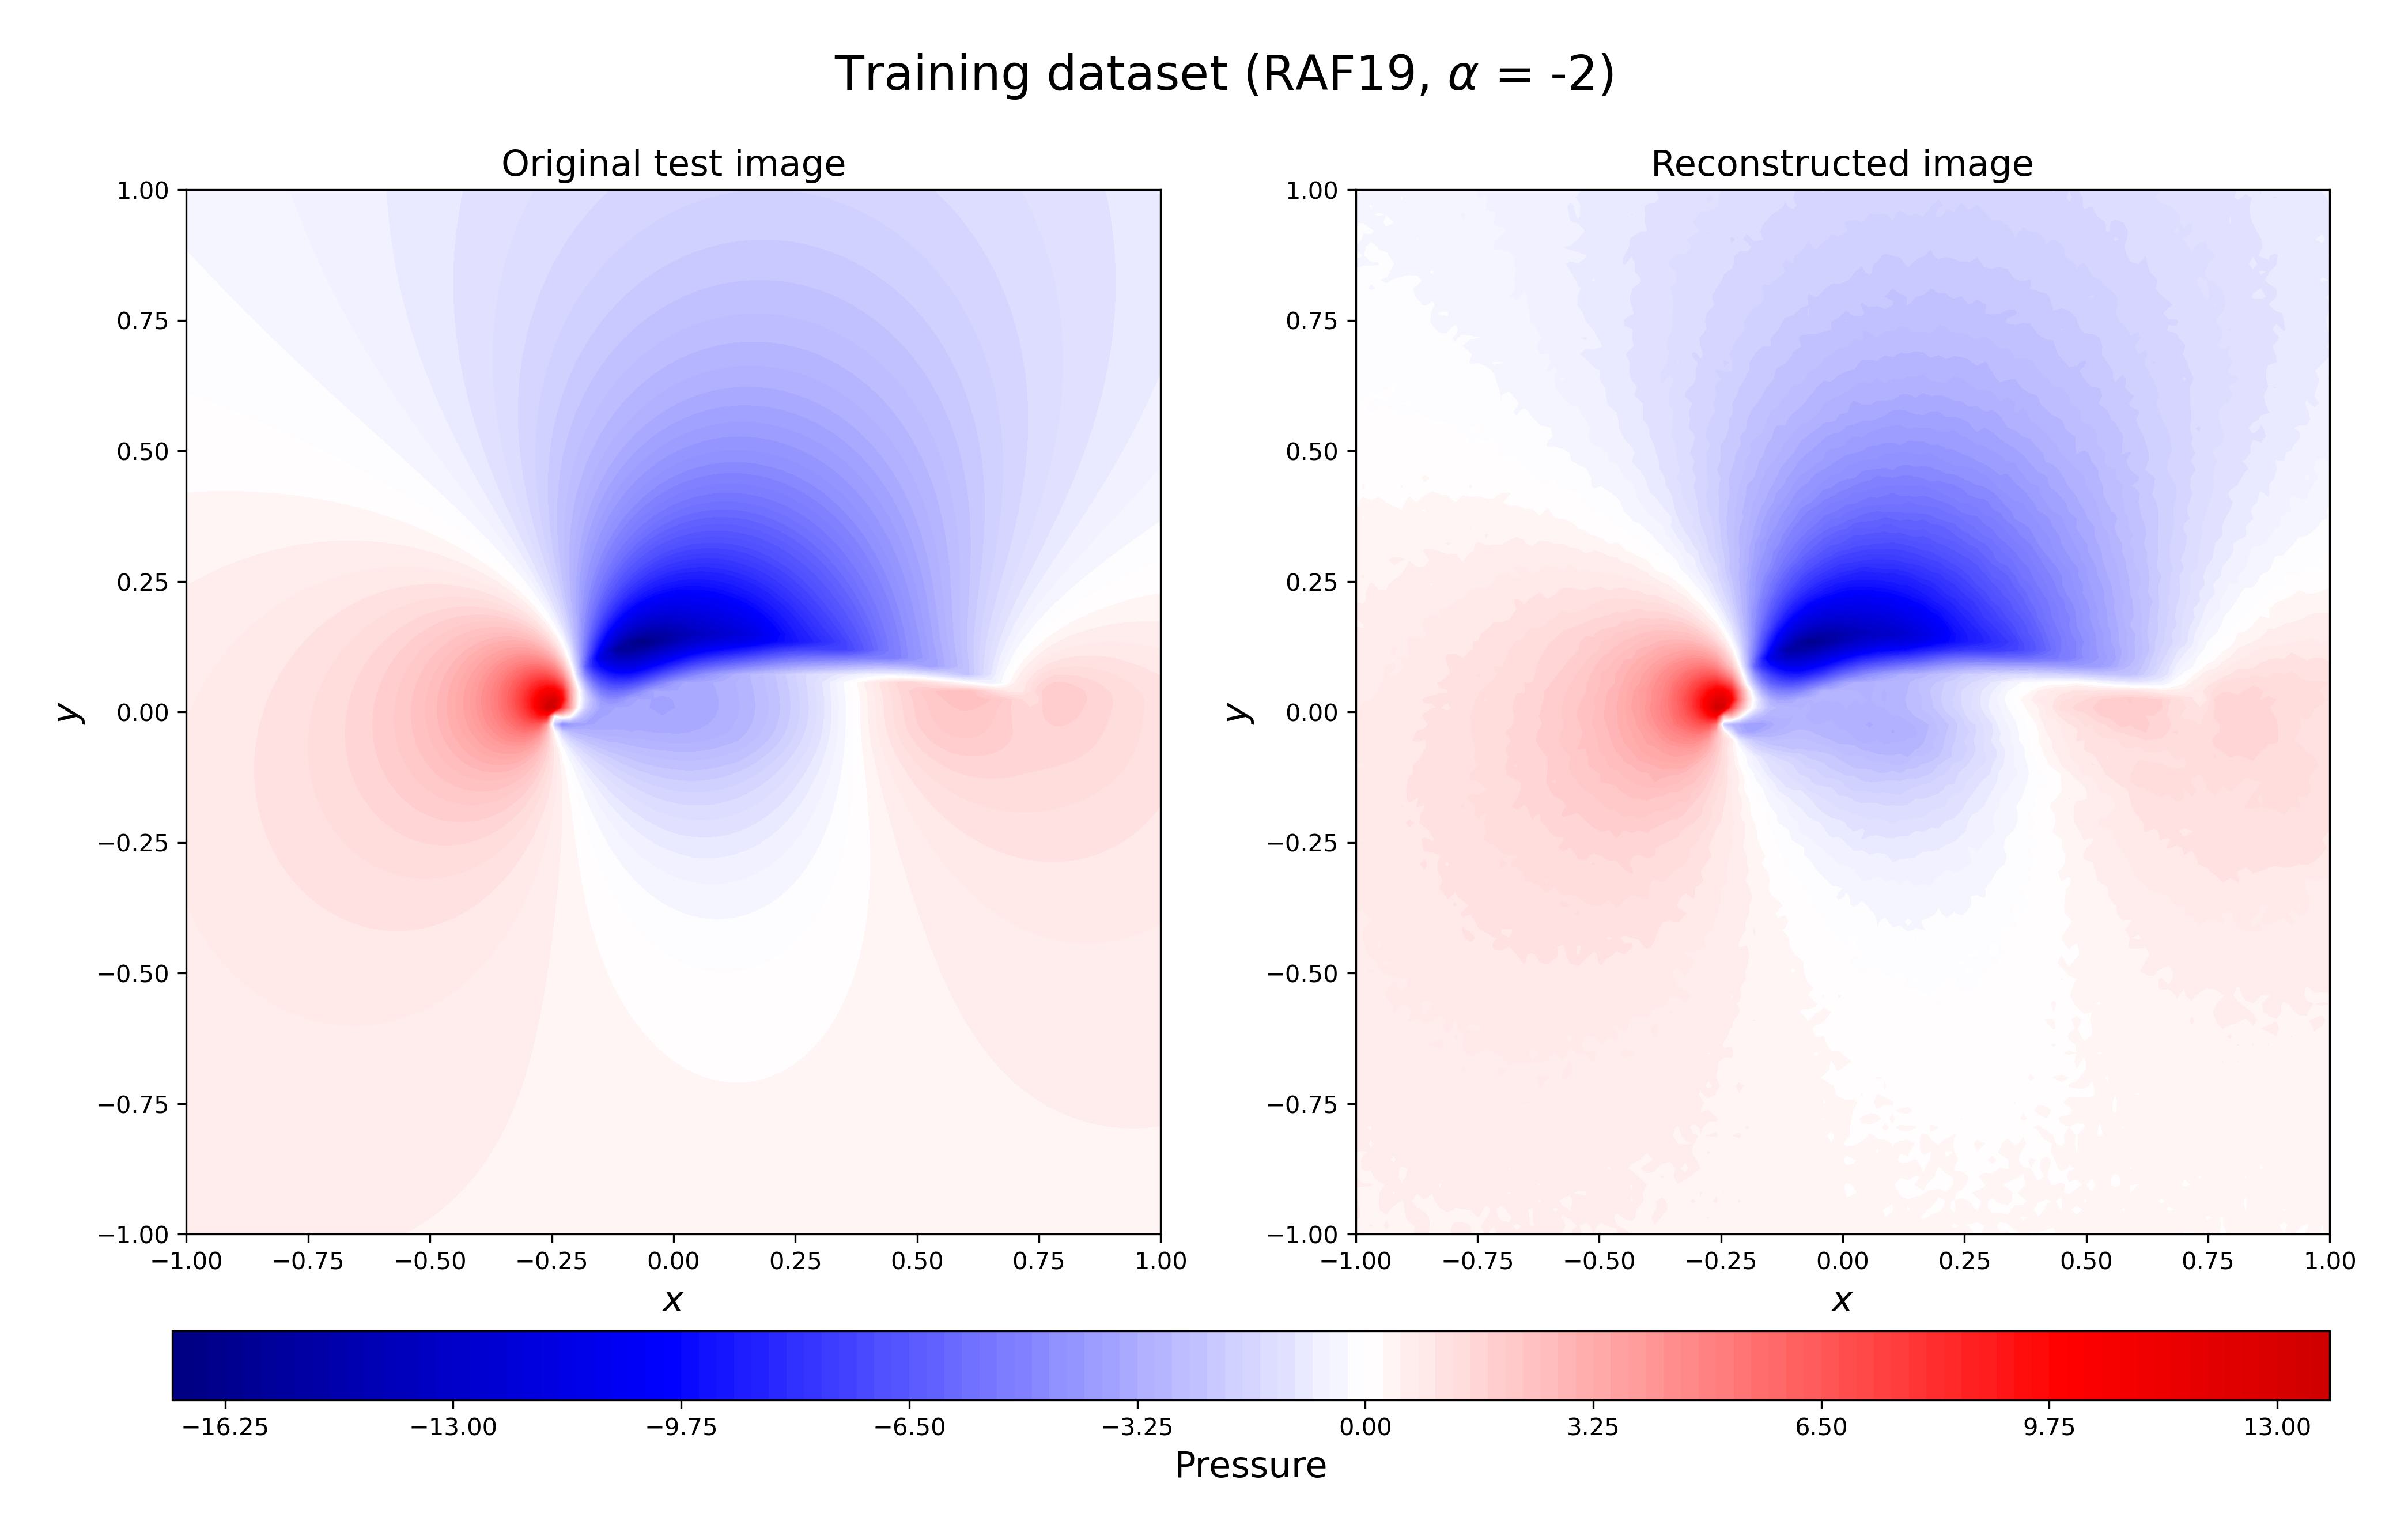 Training dataset (RAF19, α = -2)
Original test image
Reconstructed image
1.00
0.75
0.50
0.25
0.00
−0.25
−0.50
−0.75
−1.00
y
−1.00 −0.75 −0.50 −0.25 0.00 0.25 0.50 0.75 1.00
x
1.00
0.75
0.50
0.25
0.00
−0.25
−0.50
−0.75
−1.00
y
−1.00 −0.75 −0.50 −0.25 0.00 0.25 0.50 0.75 1.00
x
−16.25 −13.00 −9.75 −6.50 −3.25 0.00 3.25 6.50 9.75 13.00
Pressure